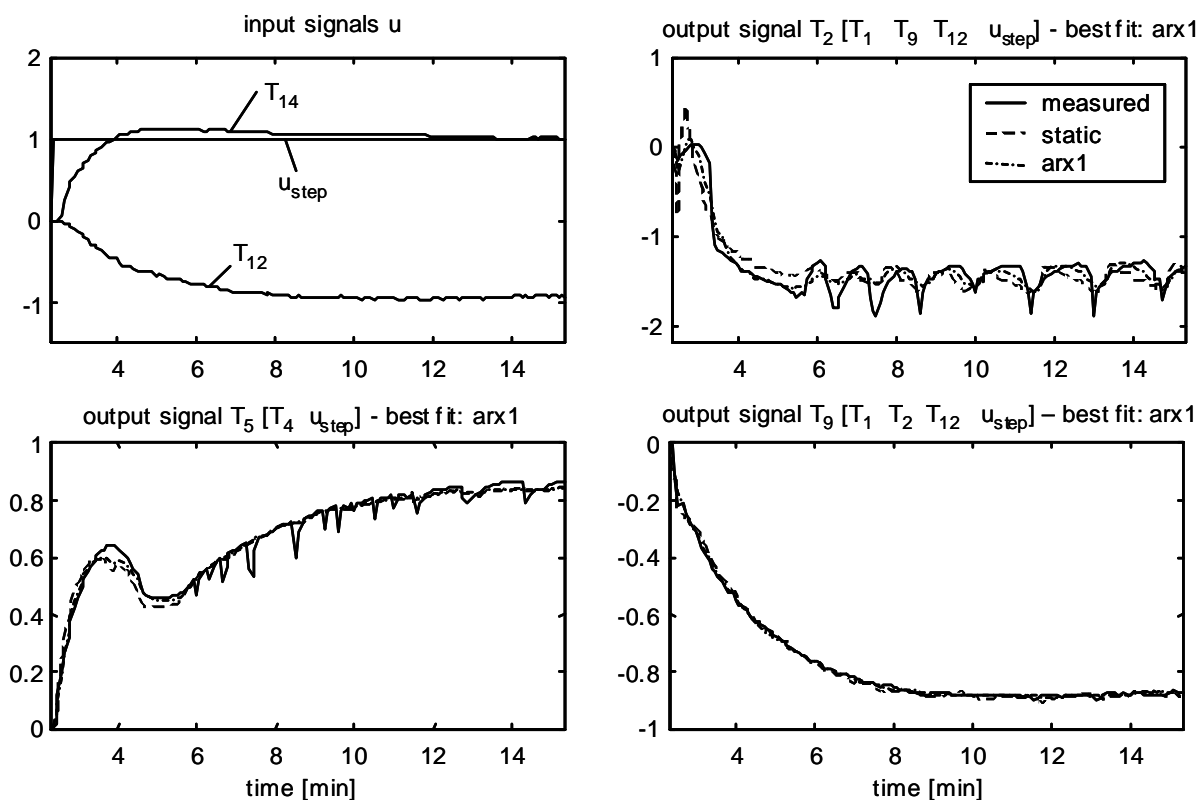 input signals u
2
1
0
-1
T14
ustep
T12
4 6 8 10 12 14
output signal T2 [T1 T9 T12 ustep] - best fit: arx1
1
0
-1
-2
measured
static
arx1
4 6 8 10 12 14
output signal T5 [T4 ustep] - best fit: arx1
1
0.8
0.6
0.4
0.2
0
4 6 8 10 12 14
time [min]
output signal T9 [T1 T2 T12 ustep] – best fit: arx1
0
-0.2
-0.4
-0.6
-0.8
-1
4 6 8 10 12 14
time [min]